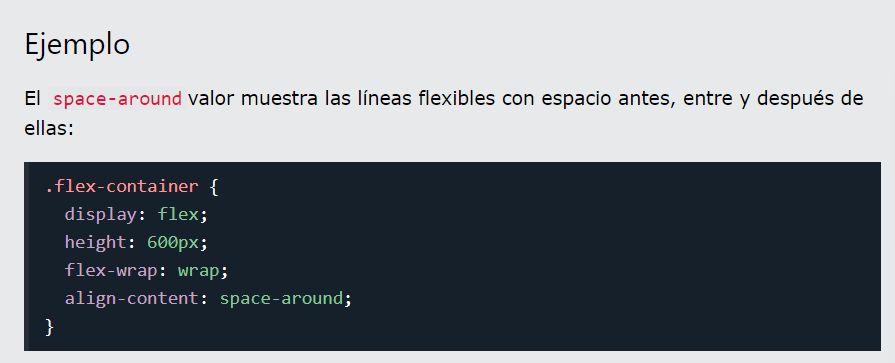 Ejemplo
El space-around valor muestra las líneas flexibles con espacio antes, entre y después de
ellas:
.flex-container {
  display: flex;
  height: 600px;
  flex-wrap: wrap;
  align-content: space-around;
}